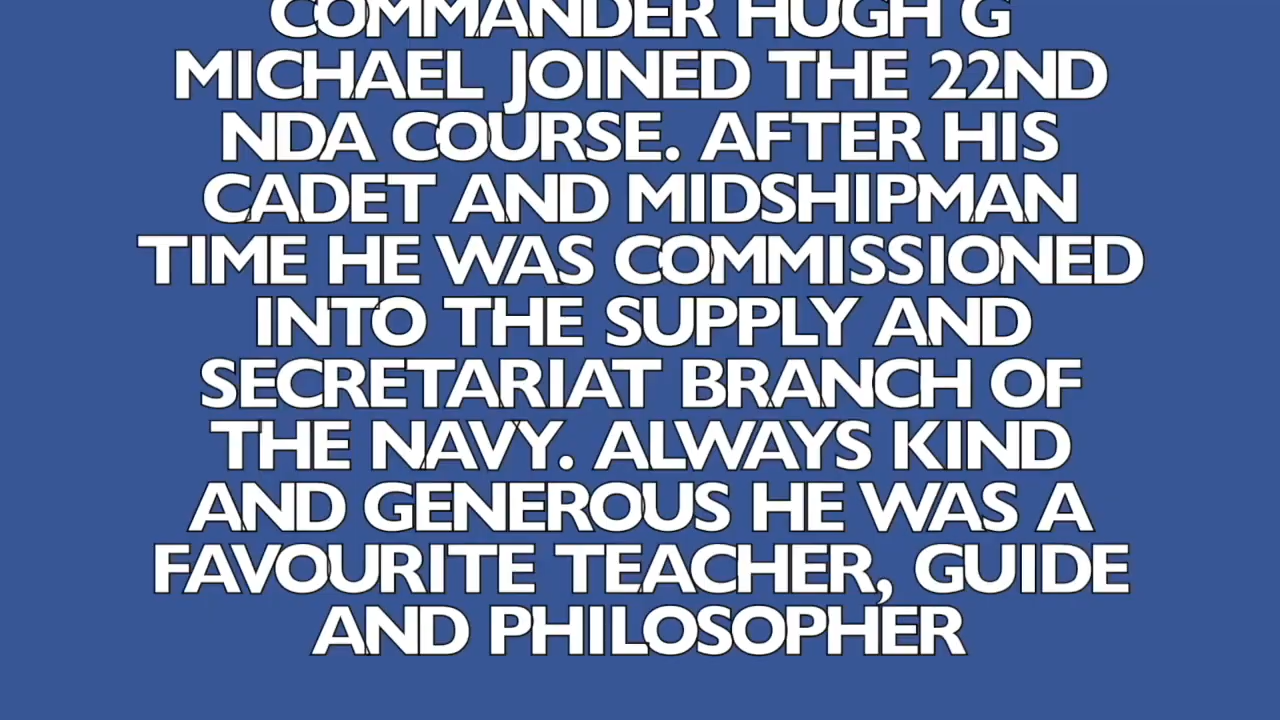 COMMANDER HUGH G
MICHAEL JOINED THE 22ND
NDA COURSE. AFTER HIS
CADET AND MIDSHIPMAN
TIME HE WAS COMMISSIONED
INTO THE SUPPLY AND
SECRETARIAT BRANCH OF
THE NAVY. ALWAYS KIND
AND GENEROUS HE WAS A
FAVOURITE TEACHER, GUIDE
AND PHILOSOPHER